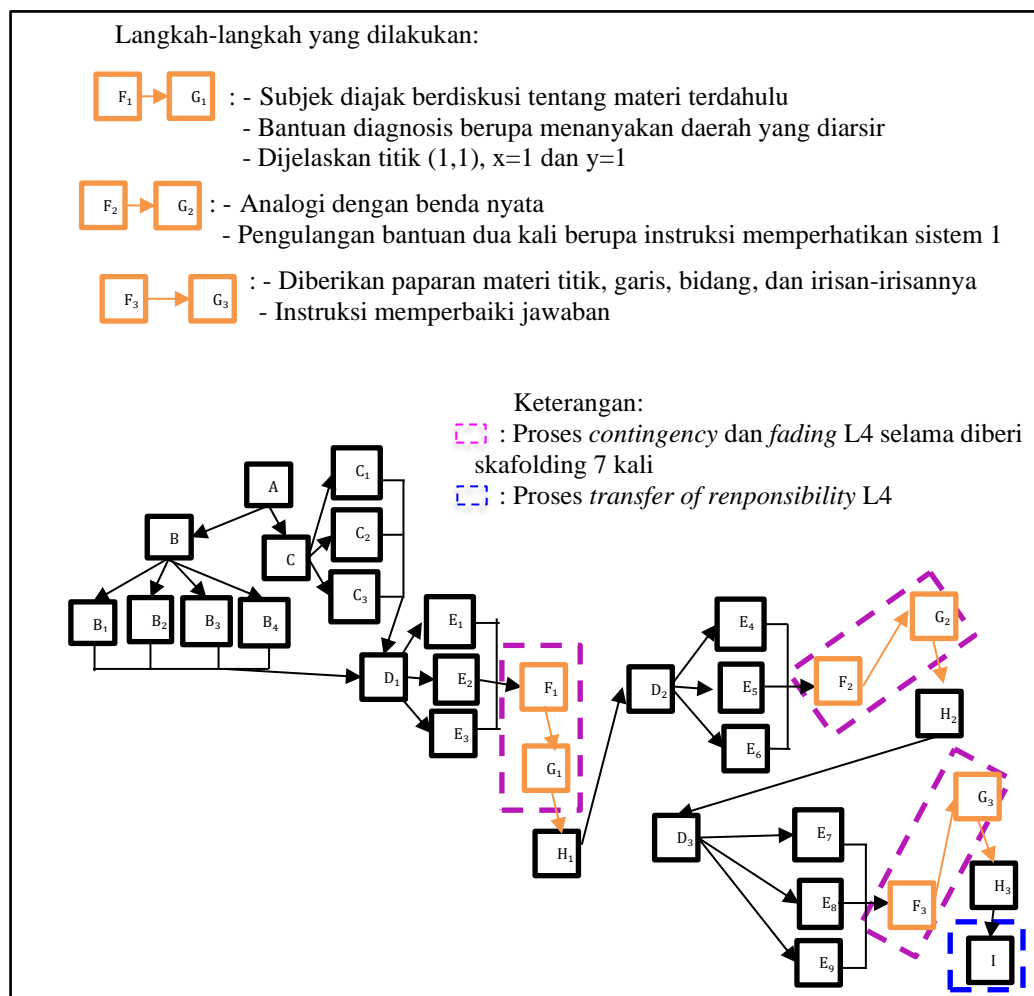 Langkah-langkah yang dilakukan:
F₁ G₁ : - Subjek diajak berdiskusi tentang materi terdahulu
- Bantuan diagnosis berupa menanyakan daerah yang diarsir
- Dijelaskan titik (1,1), x=1 dan y=1
F₂ G₂ : - Analogi dengan benda nyata
- Pengulangan bantuan dua kali berupa instruksi memperhatikan sistem 1
F₃ G₃ : - Diberikan paparan materi titik, garis, bidang, dan irisan-irisannya
- Instruksi memperbaiki jawaban
Keterangan:
: Proses contingency dan fading L4 selama diberi
skafolding 7 kali
: Proses transfer of renponsibility L4
A
B
C
C₁
C₂
C₃
B₁ B₂ B₃ B₄
D₁
E₁
E₂
E₃
F₁
G₁
H₁
D₂
E₄
E₅
E₆
F₂
G₂
H₂
D₃
E₇
E₈
E₉
F₃
G₃
H₃
I